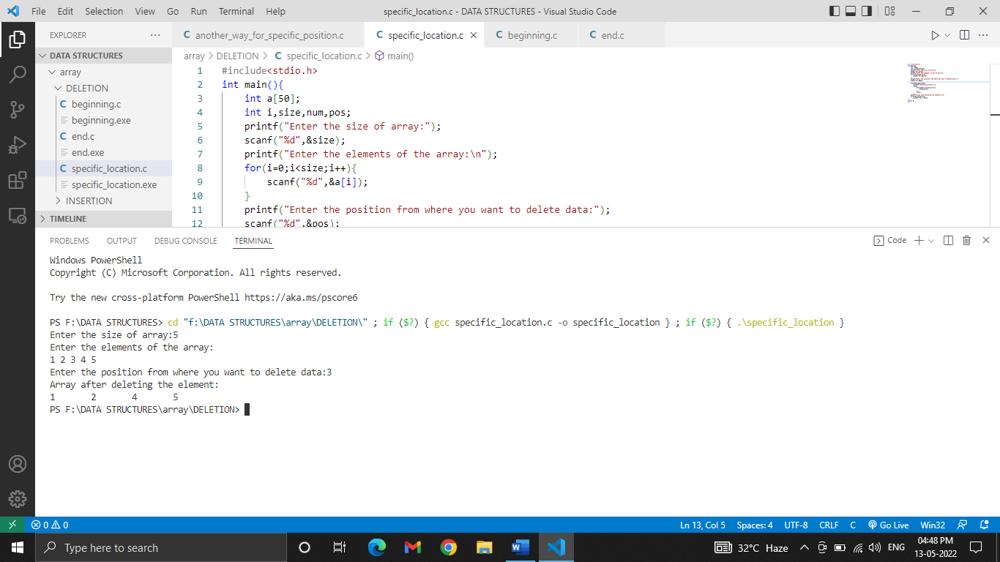 File Edit Selection View Go Run Terminal Help specific_location.c - DATA STRUCTURES - Visual Studio Code
EXPLORER
DATA STRUCTURES
array
DELETION
beginning.c
beginning.exe
end.c
end.exe
specific_location.c
specific_location.exe
INSERTION
TIMELINE
another_way_for_specific_position.c specific_location.c beginning.c end.c
array > DELETION > C specific_location.c > main()
1 #include<stdio.h>
2 int main(){
3 int a[50];
4 int i,size,num,pos;
5 printf("Enter the size of array:");
6 scanf("%d",&size);
7 printf("Enter the elements of the array:\n");
8 for(i=0;i<size;i++){
9 scanf("%d",&a[i]);
10 }
11 printf("Enter the position from where you want to delete data:");
12 scanf("%d",&pos);
PROBLEMS OUTPUT DEBUG CONSOLE TERMINAL Code
Windows PowerShell
Copyright (C) Microsoft Corporation. All rights reserved.
Try the new cross-platform PowerShell https://aka.ms/pscore6
PS F:\DATA STRUCTURES> cd "f:\DATA STRUCTURES\array\DELETION\" ; if ($?) { gcc specific_location.c -o specific_location } ; if ($?) { .\specific_location }
Enter the size of array:5
Enter the elements of the array:
1 2 3 4 5
Enter the position from where you want to delete data:3
Array after deleting the element:
1 2 4 5
PS F:\DATA STRUCTURES\array\DELETION>
0 0 Ln 13, Col 5 Spaces: 4 UTF-8 CRLF C Go Live Win32
Type here to search 32°C Haze ENG 04:48 PM
13-05-2022